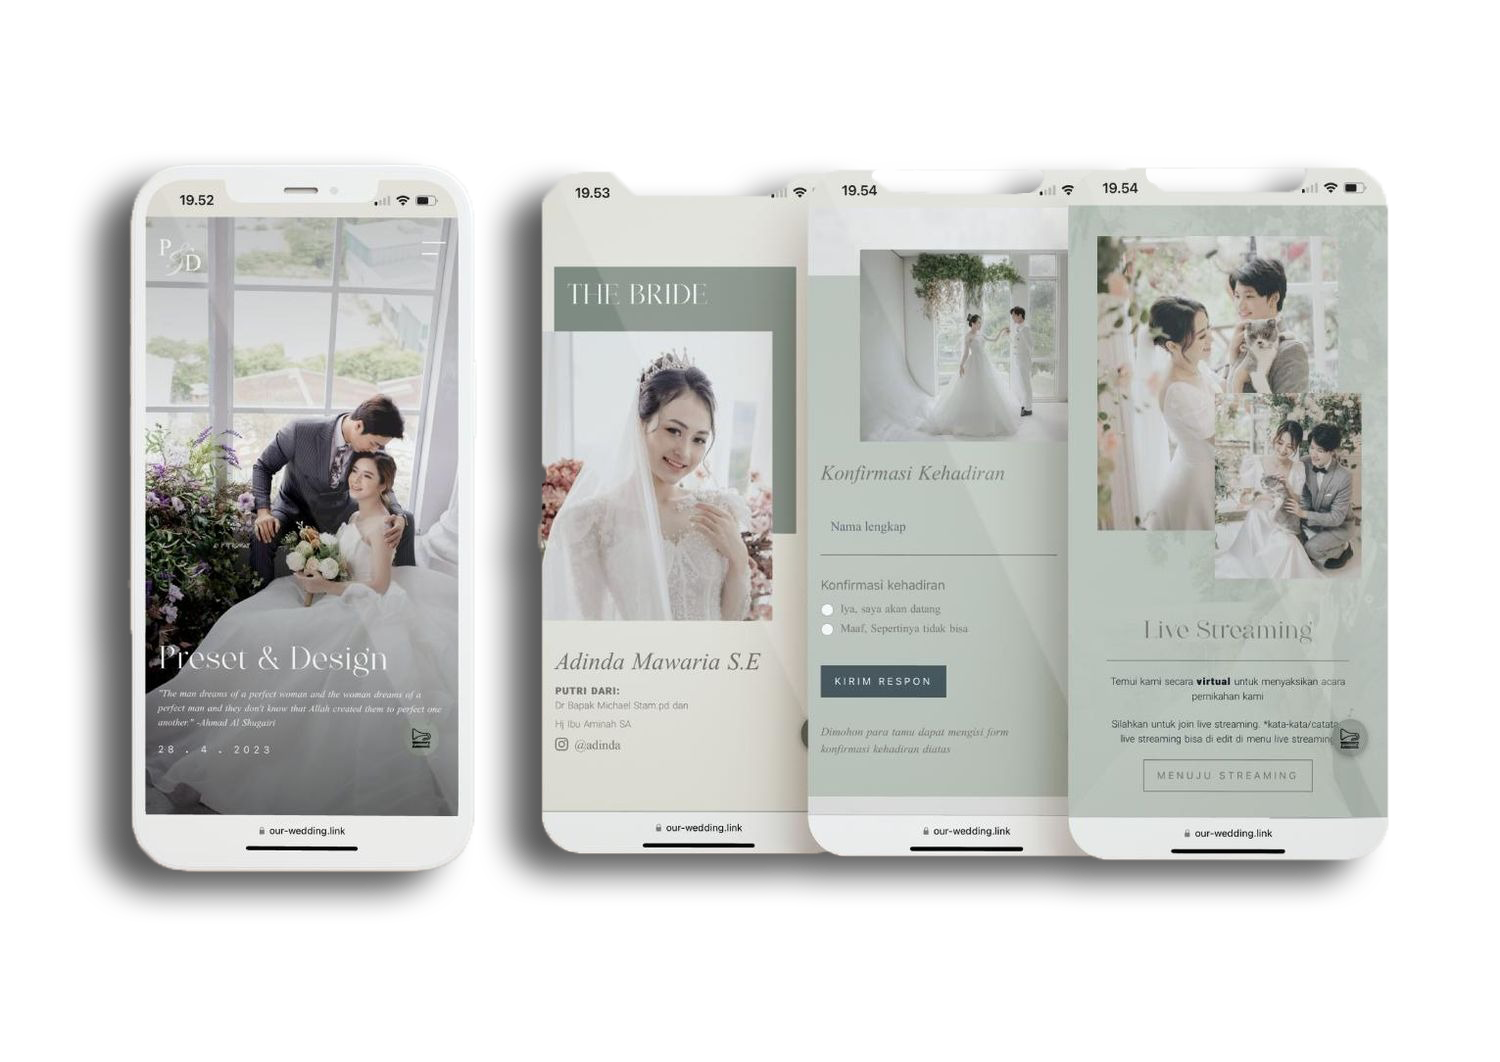 19.52
P&D
Preset & Design
"The man dreams of a perfect woman and the woman dreams of a
perfect man and they don't know that Allah created them to perfect one
another." -Ahmad Al Shugairi
28 . 4 . 2023
our-wedding.link
19.53
THE BRIDE
Adinda Mawaria S.E
PUTRI DARI:
Dr Bapak Michael Stam.pd dan
Hj Ibu Aminah SA
@adinda
our-wedding.link
19.54
Konfirmasi Kehadiran
Nama lengkap
Konfirmasi kehadiran
Iya, saya akan datang
Maaf, Sepertinya tidak bisa
KIRIM RESPON
Dimohon para tamu dapat mengisi form
konfirmasi kehadiran diatas
our-wedding.link
19.54
Live Streaming
Temui kami secara virtual untuk menyaksikan acara
pernikahan kami
Silahkan untuk join live streaming. *kata-kata/catata
live streaming bisa di edit di menu live streaming
MENUJU STREAMING
our-wedding.link